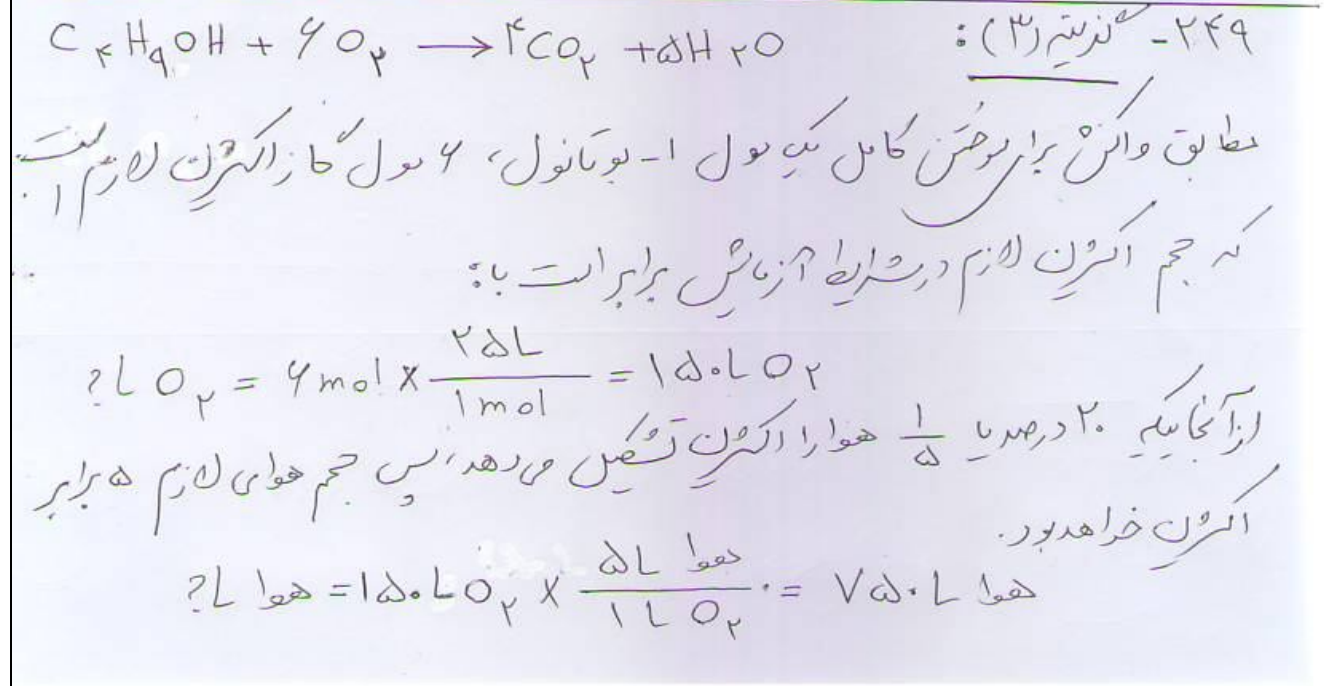 ۲۴۹- گزینه (۳):
C۴H۹OH + ۶O۲ → ۴CO۲ + ۵H۲O
مطابق واکنش برای سوختن کامل یک مول ۱- بوتانول، ۶ مول گاز اکسیژن لازم است.
که حجم اکسیژن لازم در شرایط آزمایش برابر است با:
?L O۲ = ۶mol × ۲۵L / ۱mol = ۱۵۰L O۲
از آنجاییکه ۲۰ درصد یا ۱/۵ هوا را اکسیژن تشکیل می‌دهد، پس حجم هوای لازم ۵ برابر
اکسیژن خواهد بود.
?L هوا = ۱۵۰L O۲ × ۵L هوا / ۱L O۲ = ۷۵۰L هوا